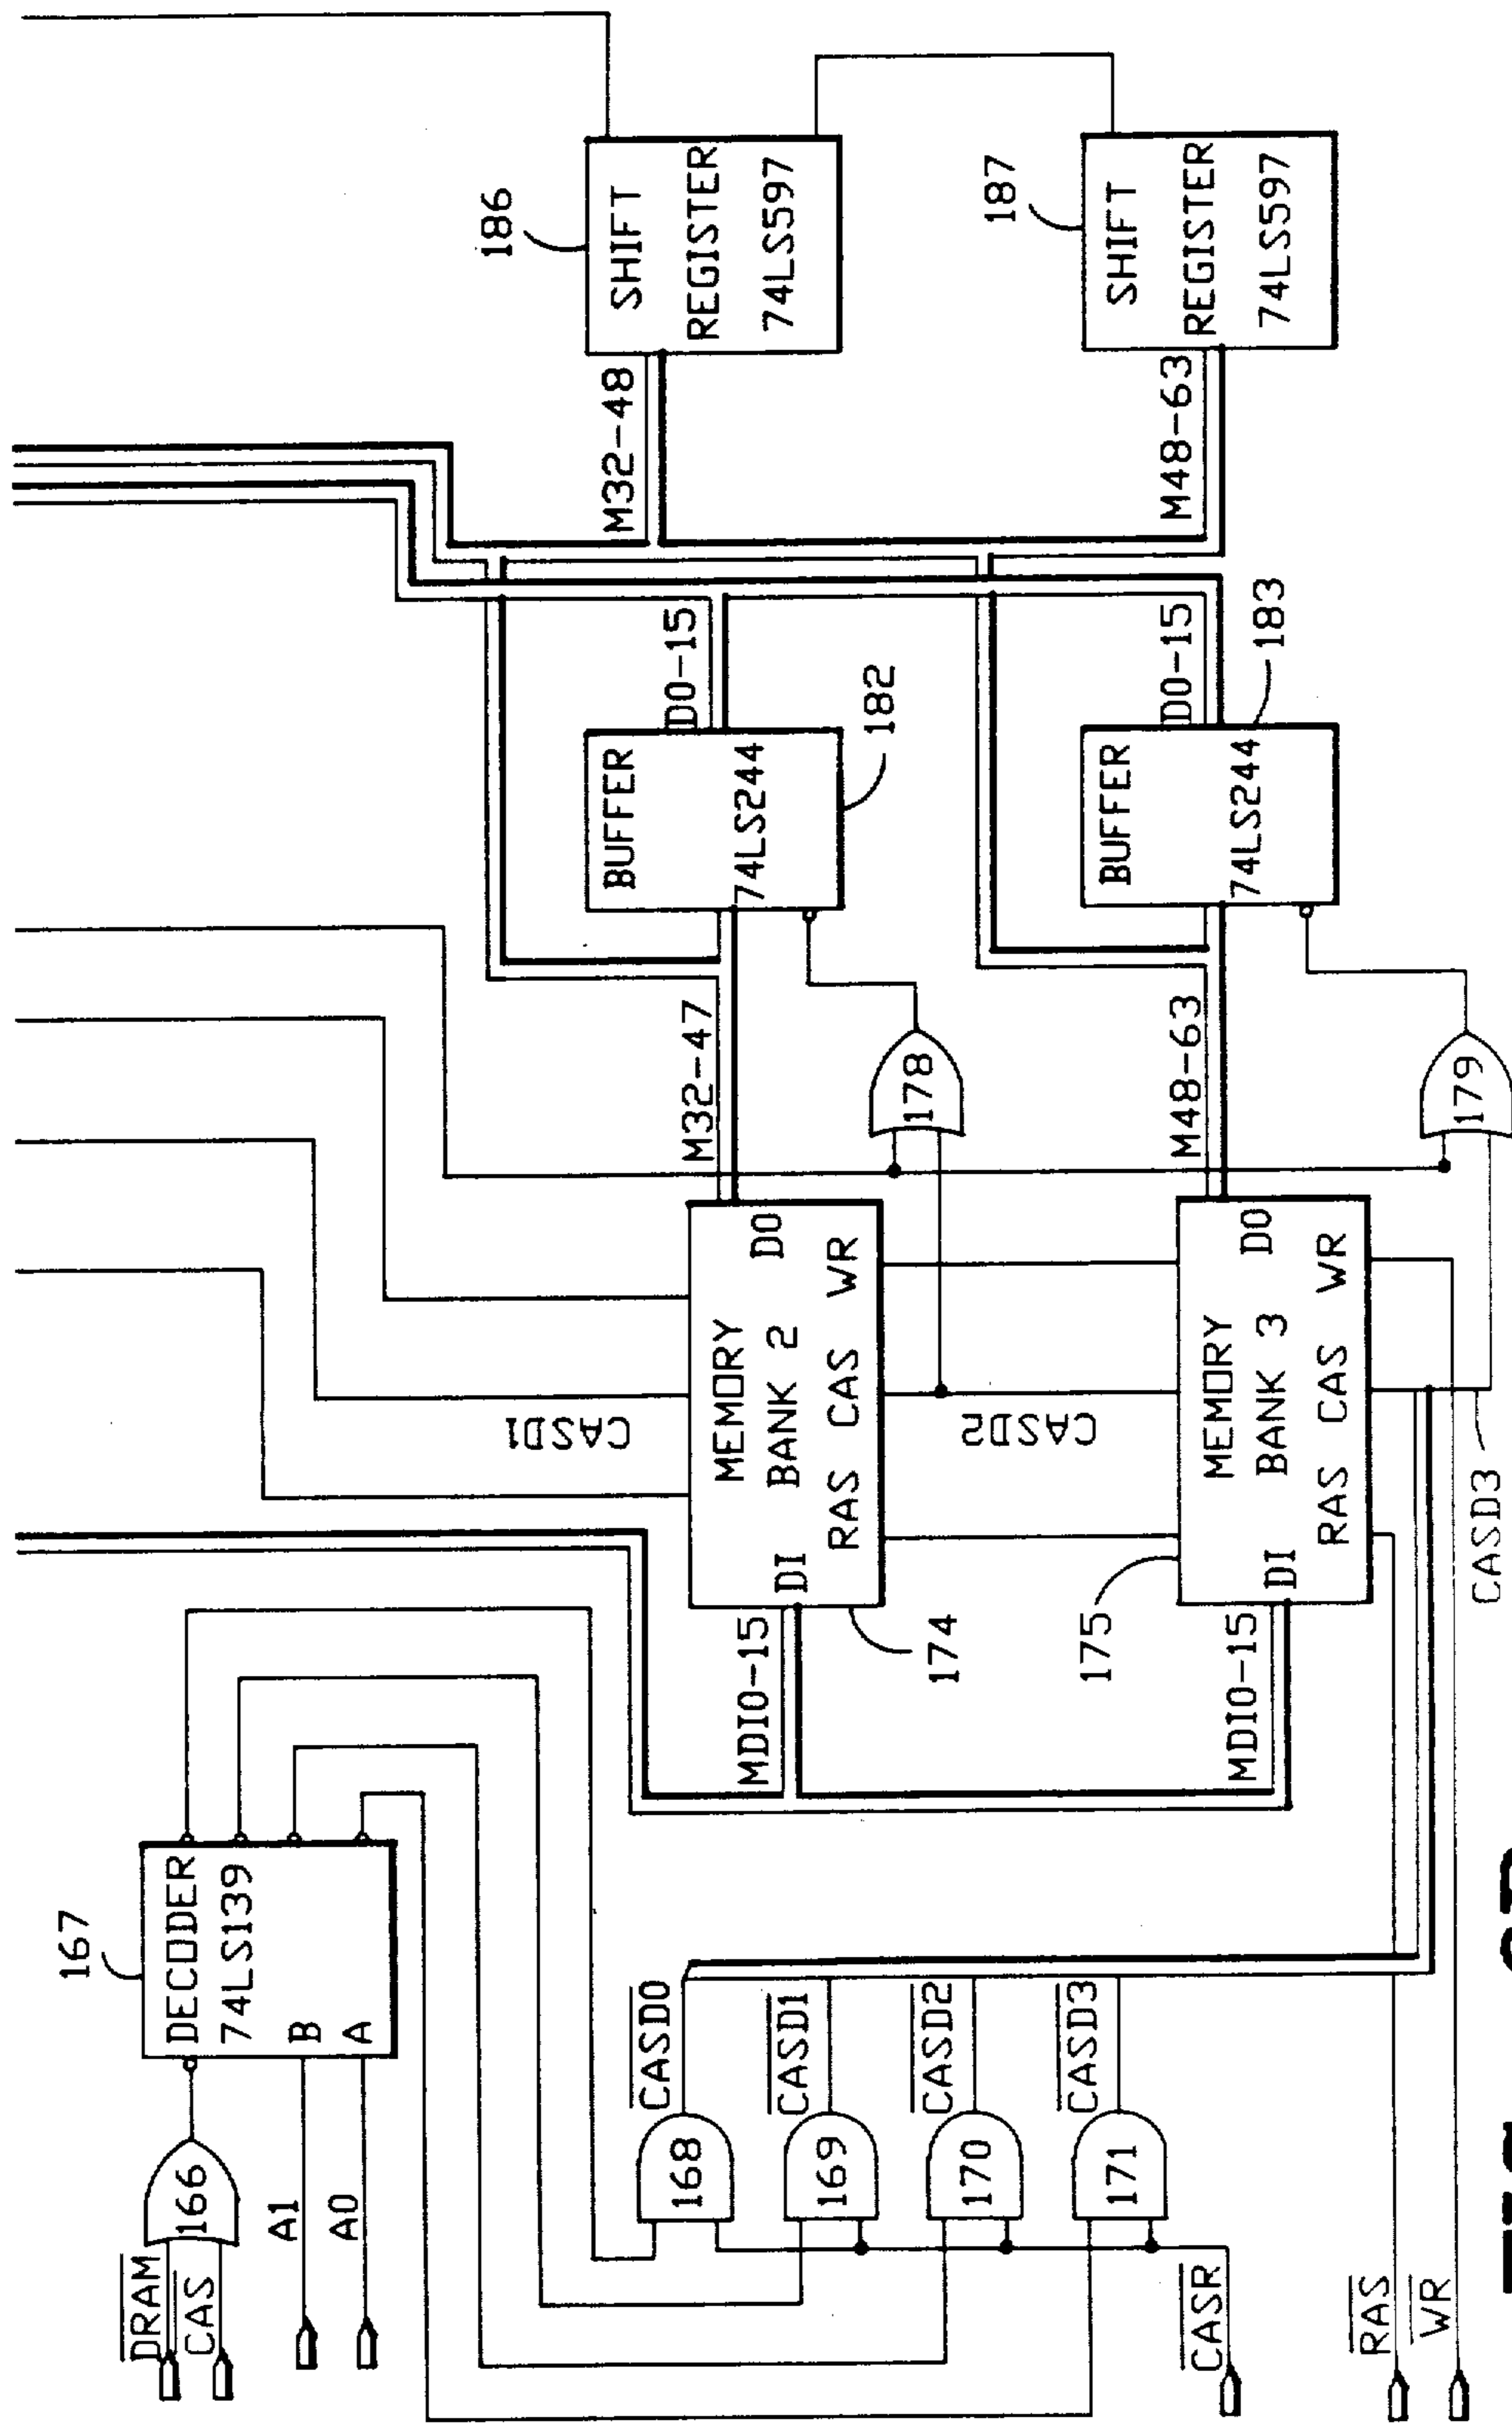 167
DECODER
74LS139
B
A
DRAM
CAS
166
A1
A0
CASD0
168
CASD1
169
CASD2
170
CASD3
171
CASR
RAS
WR
MDI0-15
174
DI
MEMORY
BANK 2
DO
RAS CAS WR
CASD1
M32-47
MDI0-15
175
DI
MEMORY
BANK 3
DO
RAS CAS WR
CASD2
M48-63
CASD3
178
179
BUFFER
74LS244
182
D0-15
BUFFER
74LS244
183
D0-15
M32-48
186
SHIFT
REGISTER
74LS597
M48-63
187
SHIFT
REGISTER
74LS597